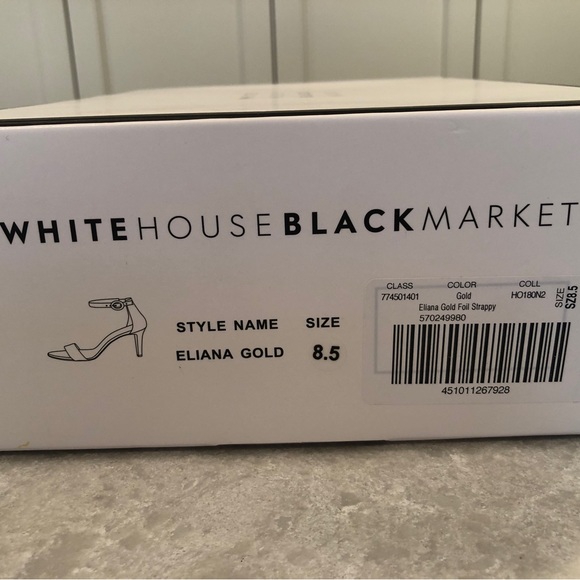 WHITEHOUSEBLACKMARKET
STYLE NAME SIZE
ELIANA GOLD 8.5
CLASS COLOR COLL
774501401 Gold HO180N2
Eliana Gold Foil Strappy
570249980
451011267928
SIZE
SZ8.5